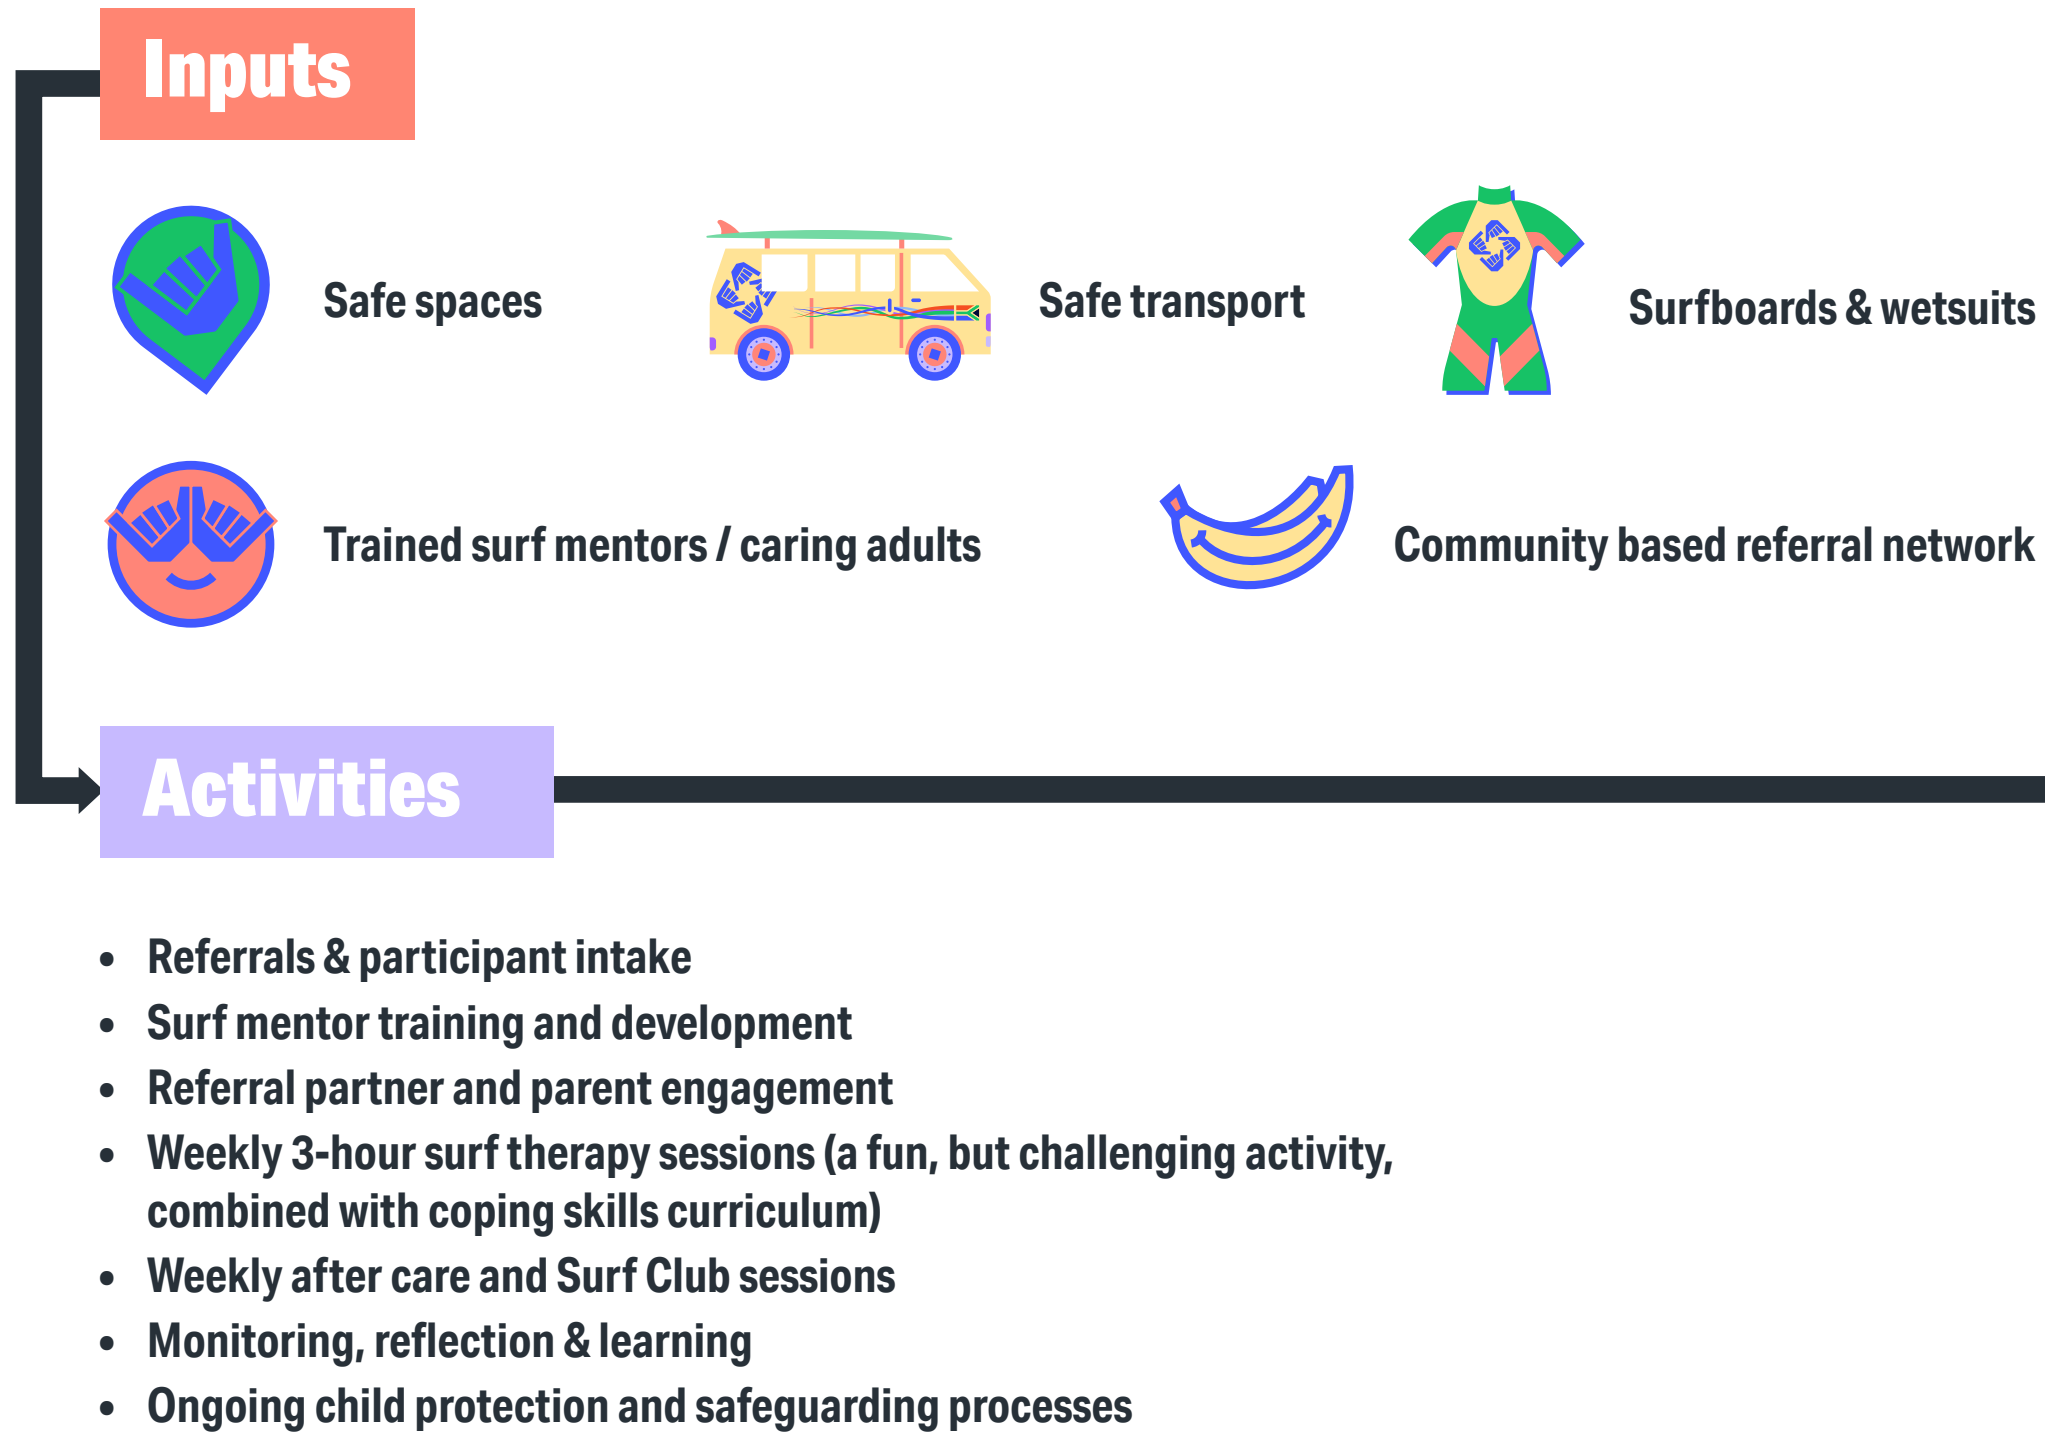 Inputs
Safe spaces
Safe transport
Surfboards & wetsuits
Trained surf mentors / caring adults
Community based referral network
Activities
• Referrals & participant intake
• Surf mentor training and development
• Referral partner and parent engagement
• Weekly 3-hour surf therapy sessions (a fun, but challenging activity,
combined with coping skills curriculum)
• Weekly after care and Surf Club sessions
• Monitoring, reflection & learning
• Ongoing child protection and safeguarding processes